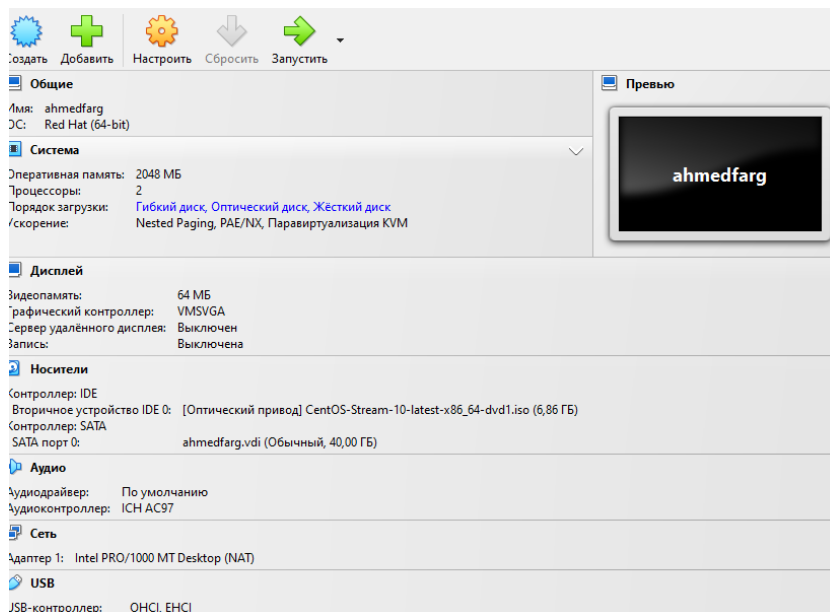 Создать Добавить Настроить Сбросить Запустить
Общие
Имя: ahmedfarg
ОС: Red Hat (64-bit)
Система
Оперативная память: 2048 МБ
Процессоры: 2
Порядок загрузки: Гибкий диск, Оптический диск, Жёсткий диск
Ускорение: Nested Paging, PAE/NX, Паравиртуализация KVM
Превью
ahmedfarg
Дисплей
Видеопамять: 64 МБ
Графический контроллер: VMSVGA
Сервер удалённого дисплея: Выключен
Запись: Выключена
Носители
Контроллер: IDE
Вторичное устройство IDE 0: [Оптический привод] CentOS-Stream-10-latest-x86_64-dvd1.iso (6,86 ГБ)
Контроллер: SATA
SATA порт 0: ahmedfarg.vdi (Обычный, 40,00 ГБ)
Аудио
Аудиодрайвер: По умолчанию
Аудиоконтроллер: ICH AC97
Сеть
Адаптер 1: Intel PRO/1000 MT Desktop (NAT)
USB
USB-контроллер: OHCI, EHCI